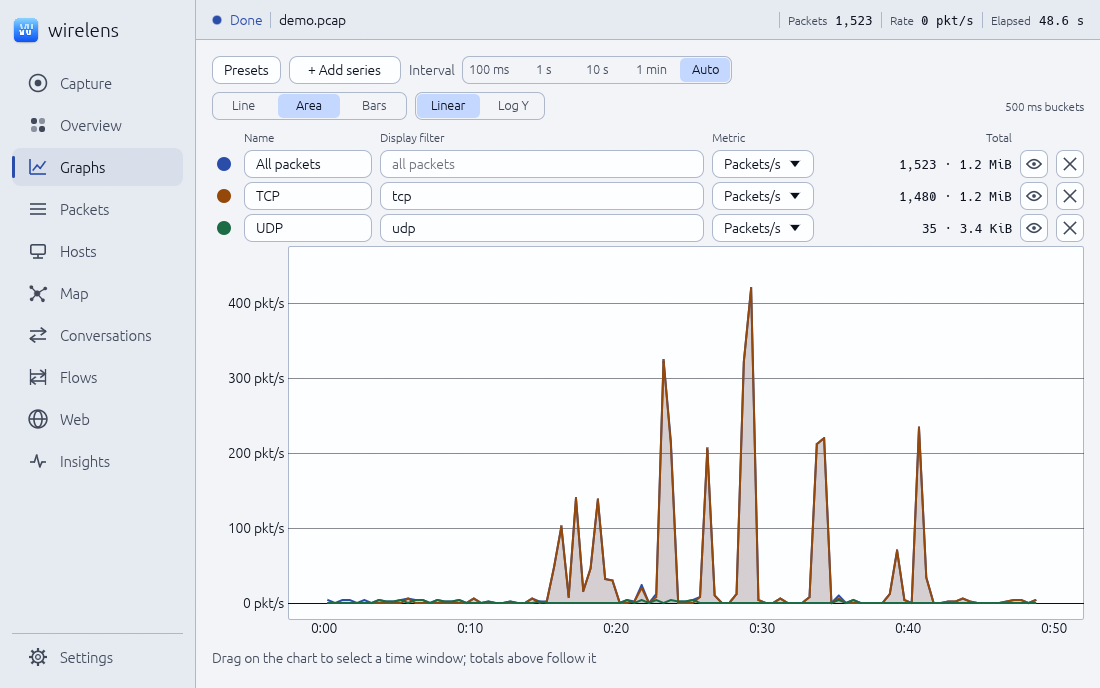 wirelens
Done demo.pcap Packets 1,523 Rate 0 pkt/s Elapsed 48.6 s
Capture
Overview
Graphs
Packets
Hosts
Map
Conversations
Flows
Web
Insights
Settings
Presets + Add series Interval 100 ms 1 s 10 s 1 min Auto
Line Area Bars Linear Log Y 500 ms buckets
Name Display filter Metric Total
All packets all packets Packets/s 1,523 · 1.2 MiB
TCP tcp Packets/s 1,480 · 1.2 MiB
UDP udp Packets/s 35 · 3.4 KiB
400 pkt/s
300 pkt/s
200 pkt/s
100 pkt/s
0 pkt/s
0:00 0:10 0:20 0:30 0:40 0:50
Drag on the chart to select a time window; totals above follow it